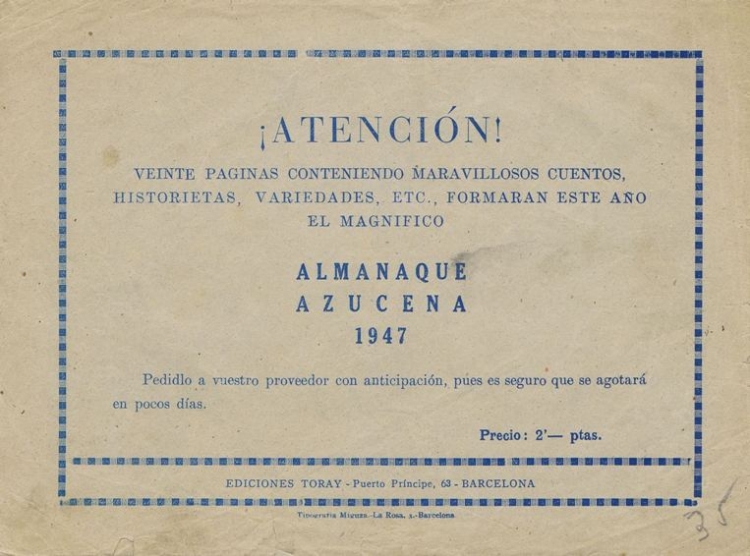 ¡ATENCIÓN!
VEINTE PAGINAS CONTENIENDO MARAVILLOSOS CUENTOS,
HISTORIETAS, VARIEDADES, ETC., FORMARAN ESTE AÑO
EL MAGNIFICO
ALMANAQUE
AZUCENA
1947
Pedidlo a vuestro proveedor con anticipación, pues es seguro que se agotará
en pocos días.
Precio: 2'— ptas.
EDICIONES TORAY - Puerto Príncipe, 63 - BARCELONA
Tipografía Miguza.-La Rosa, 2.-Barcelona
35